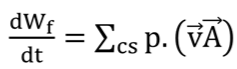 dW_f/dt = ∑_cs p. (v⃗A⃗)